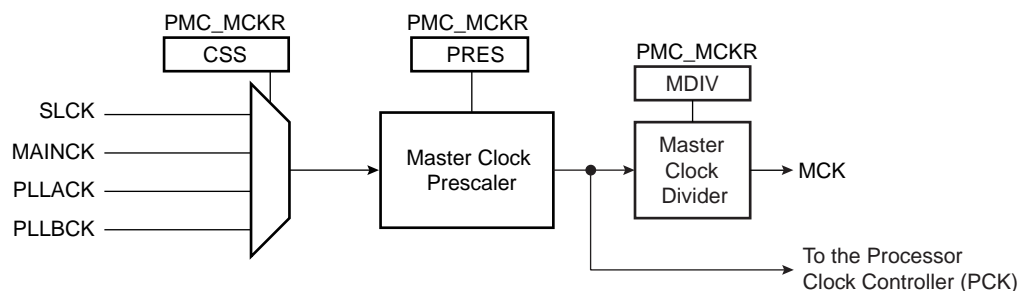 PMC_MCKR
CSS
PMC_MCKR
PRES
PMC_MCKR
MDIV
SLCK
MAINCK
PLLACK
PLLBCK
Master Clock
Prescaler
Master
Clock
Divider
MCK
To the Processor
Clock Controller (PCK)